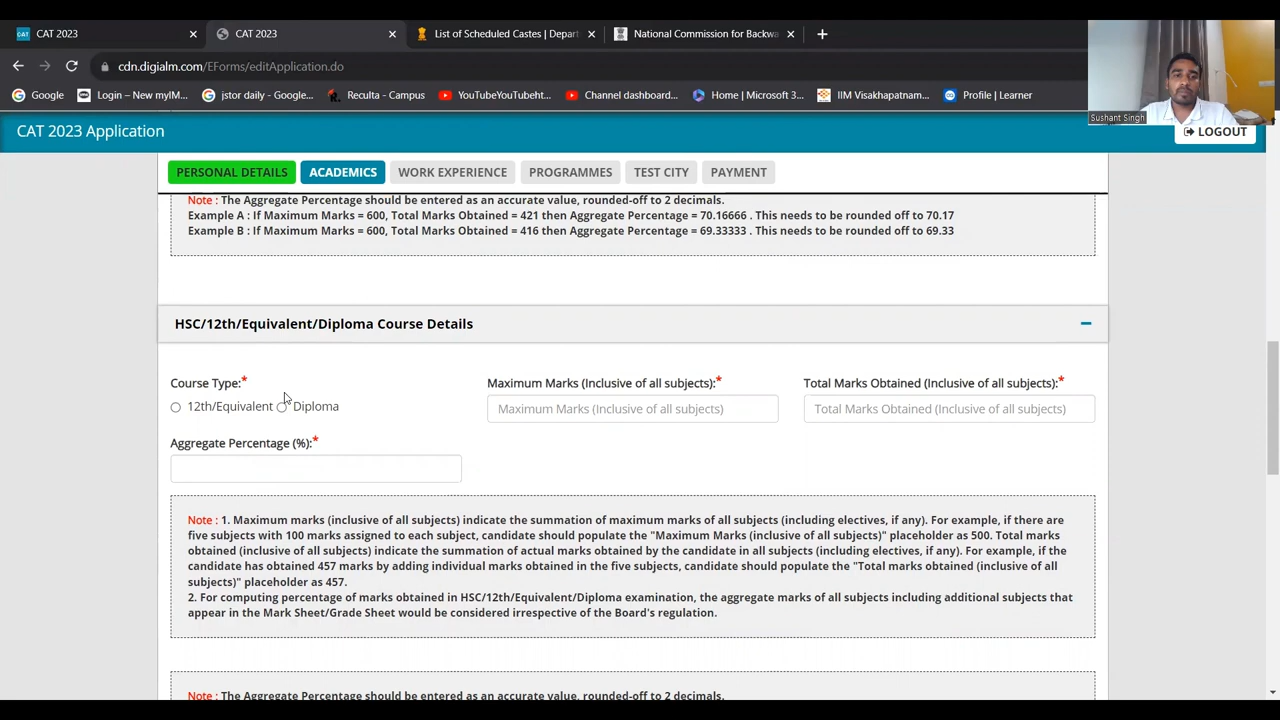 CAT
CAT 2023
CAT 2023
List of Scheduled Castes | Depart
National Commission for Backwa
cdn.digialm.com/EForms/editApplication.do
Google
Login – New myIM...
jstor daily - Google...
Reculta - Campus
YouTubeYouTubeht...
Channel dashboard...
Home | Microsoft 3...
IIM Visakhapatnam...
Profile | Learner
Sushant Singh
CAT 2023 Application
LOGOUT
PERSONAL DETAILS
ACADEMICS
WORK EXPERIENCE
PROGRAMMES
TEST CITY
PAYMENT
Note : The Aggregate Percentage should be entered as an accurate value, rounded-off to 2 decimals.
Example A : If Maximum Marks = 600, Total Marks Obtained = 421 then Aggregate Percentage = 70.16666 . This needs to be rounded off to 70.17
Example B : If Maximum Marks = 600, Total Marks Obtained = 416 then Aggregate Percentage = 69.33333 . This needs to be rounded off to 69.33
HSC/12th/Equivalent/Diploma Course Details
Course Type:*
Maximum Marks (Inclusive of all subjects):*
Total Marks Obtained (Inclusive of all subjects):*
12th/Equivalent
Diploma
Maximum Marks (Inclusive of all subjects)
Total Marks Obtained (Inclusive of all subjects)
Aggregate Percentage (%):*
Note : 1. Maximum marks (inclusive of all subjects) indicate the summation of maximum marks of all subjects (including electives, if any). For example, if there are
five subjects with 100 marks assigned to each subject, candidate should populate the "Maximum Marks (inclusive of all subjects)" placeholder as 500. Total marks
obtained (inclusive of all subjects) indicate the summation of actual marks obtained by the candidate in all subjects (including electives, if any). For example, if the
candidate has obtained 457 marks by adding individual marks obtained in the five subjects, candidate should populate the "Total marks obtained (inclusive of all
subjects)" placeholder as 457.
2. For computing percentage of marks obtained in HSC/12th/Equivalent/Diploma examination, the aggregate marks of all subjects including additional subjects that
appear in the Mark Sheet/Grade Sheet would be considered irrespective of the Board's regulation.
Note : The Aggregate Percentage should be entered as an accurate value, rounded-off to 2 decimals.